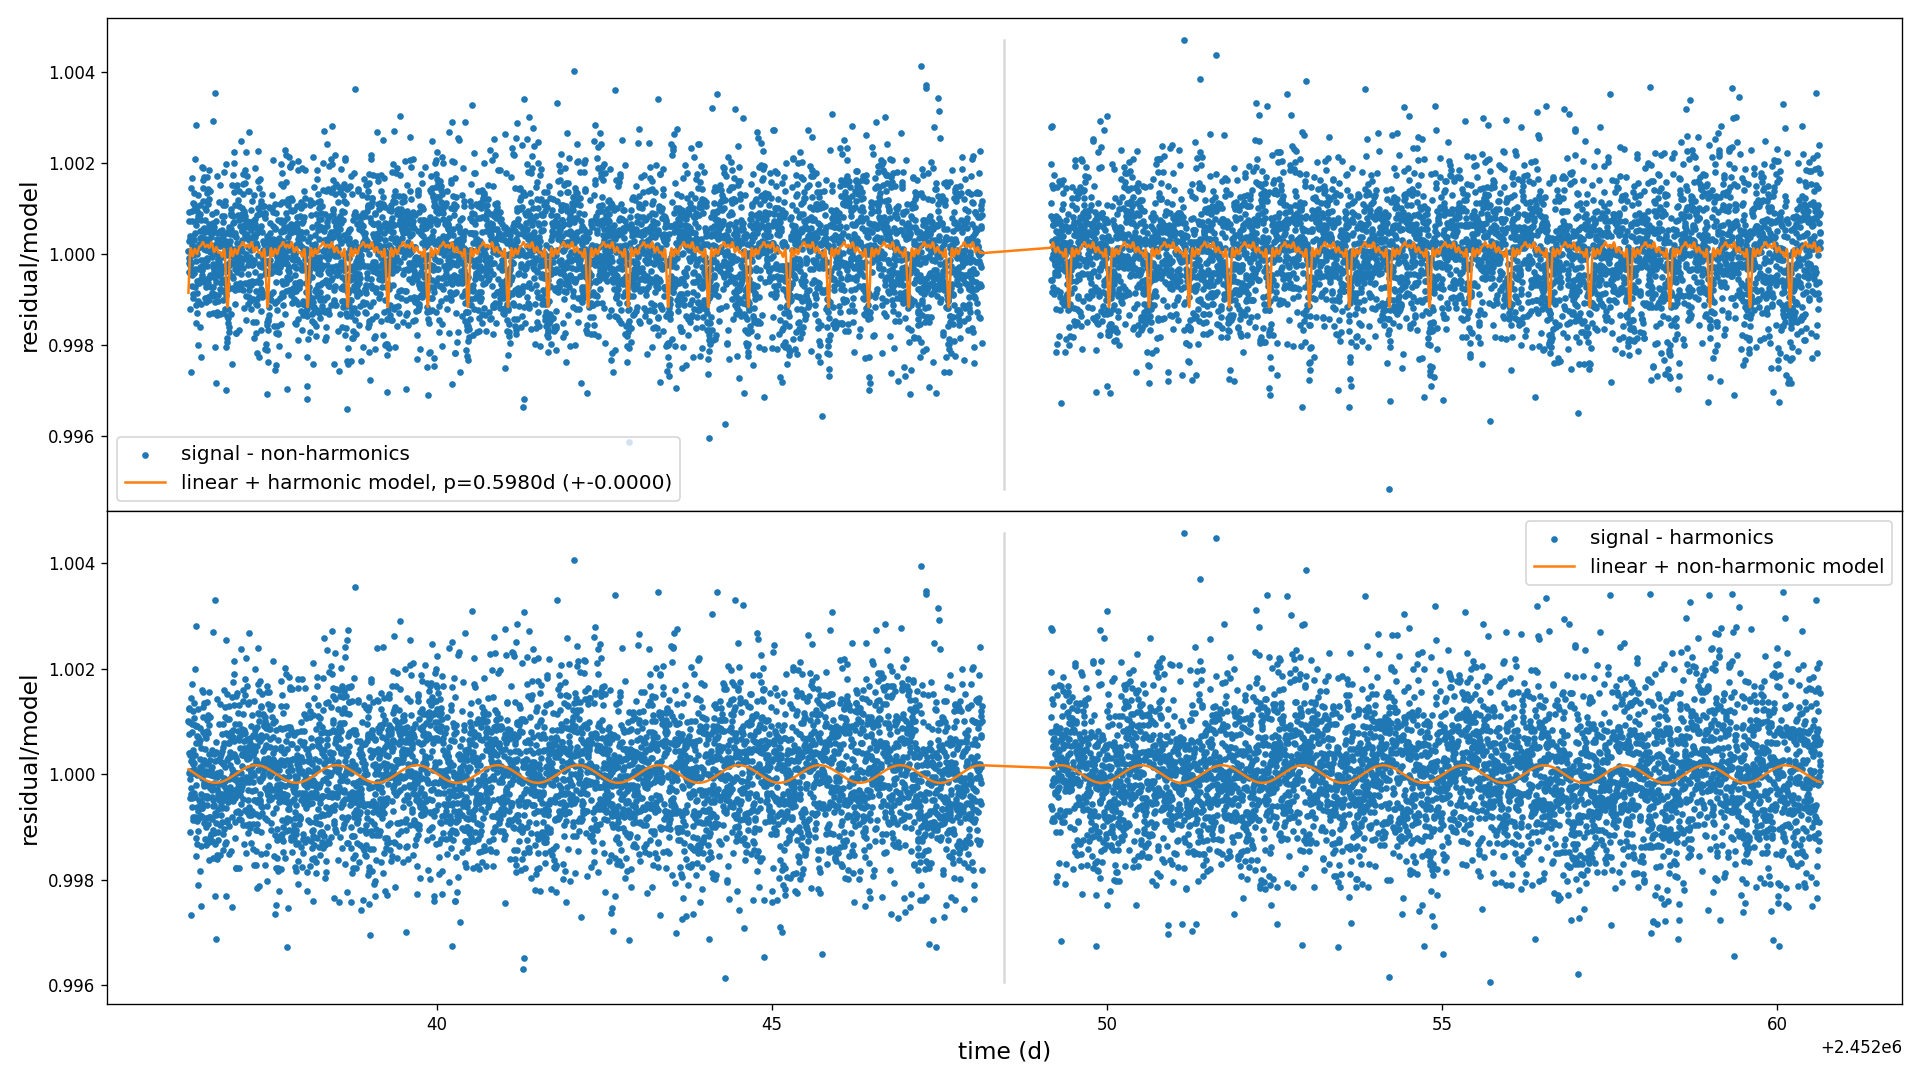 residual/model
1.004
1.002
1.000
0.998
0.996
signal - non-harmonics
linear + harmonic model, p=0.5980d (+-0.0000)
residual/model
1.004
1.002
1.000
0.998
0.996
signal - harmonics
linear + non-harmonic model
40
45
50
55
60
time (d)
+2.452e6